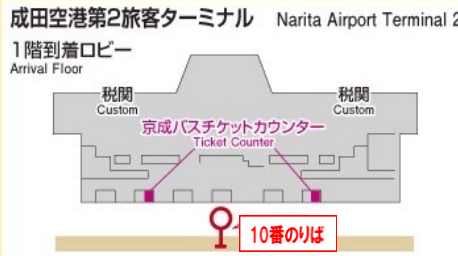 成田空港第2旅客ターミナル Narita Airport Terminal 2
1階到着ロビー
Arrival Floor
税関
Custom
税関
Custom
京成バスチケットカウンター
Ticket Counter
10番のりば